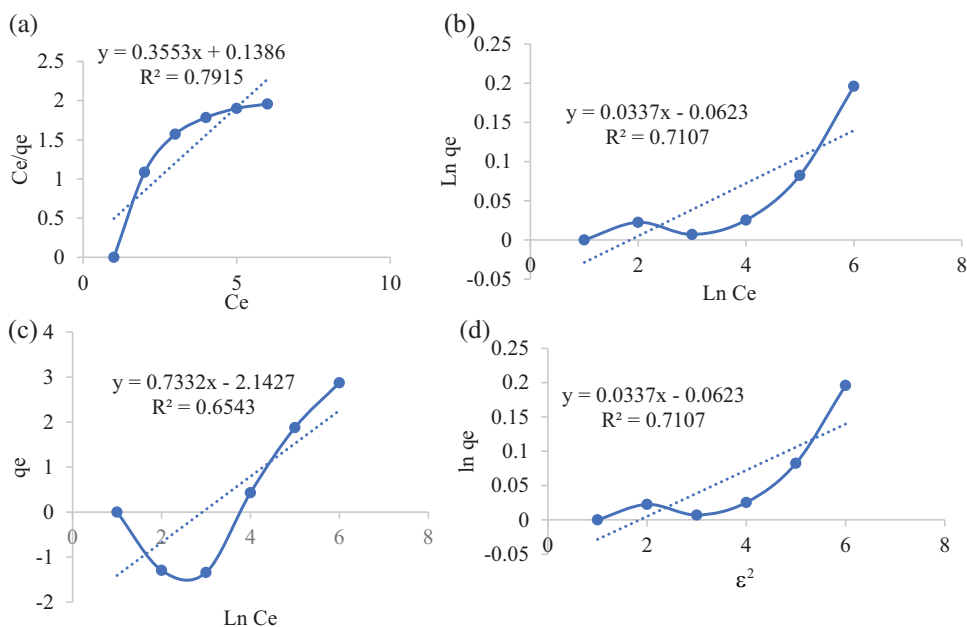 (a)
y = 0.3553x + 0.1386
R² = 0.7915
2.5
2
1.5
1
0.5
0
Ce/qe
0
5
10
Ce
(b)
y = 0.0337x - 0.0623
R² = 0.7107
0.25
0.2
0.15
0.1
0.05
0
-0.05
Ln qe
0
2
4
6
8
Ln Ce
(c)
y = 0.7332x - 2.1427
R² = 0.6543
4
3
2
1
0
-1
-2
qe
0
2
4
6
8
Ln Ce
(d)
y = 0.0337x - 0.0623
R² = 0.7107
0.25
0.2
0.15
0.1
0.05
0
-0.05
ln qe
0
2
4
6
8
ε²